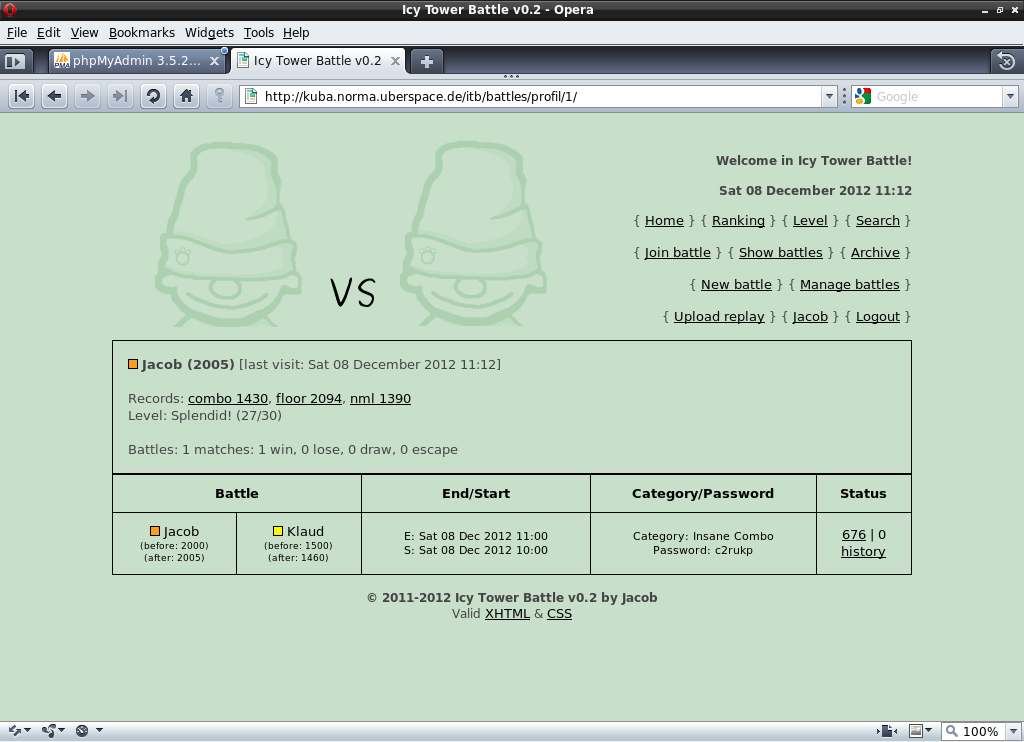 Icy Tower Battle v0.2 - Opera
File Edit View Bookmarks Widgets Tools Help
phpMyAdmin 3.5.2... Icy Tower Battle v0.2
http://kuba.norma.uberspace.de/itb/battles/profil/1/ Google
VS
Welcome in Icy Tower Battle!
Sat 08 December 2012 11:12
{ Home } { Ranking } { Level } { Search }
{ Join battle } { Show battles } { Archive }
{ New battle } { Manage battles }
{ Upload replay } { Jacob } { Logout }
Jacob (2005) [last visit: Sat 08 December 2012 11:12]
Records: combo 1430, floor 2094, nml 1390
Level: Splendid! (27/30)
Battles: 1 matches: 1 win, 0 lose, 0 draw, 0 escape
Battle End/Start Category/Password Status
Jacob
(before: 2000)
(after: 2005)
Klaud
(before: 1500)
(after: 1460)
E: Sat 08 Dec 2012 11:00
S: Sat 08 Dec 2012 10:00
Category: Insane Combo
Password: c2rukp
676 | 0
history
© 2011-2012 Icy Tower Battle v0.2 by Jacob
Valid XHTML & CSS
100%